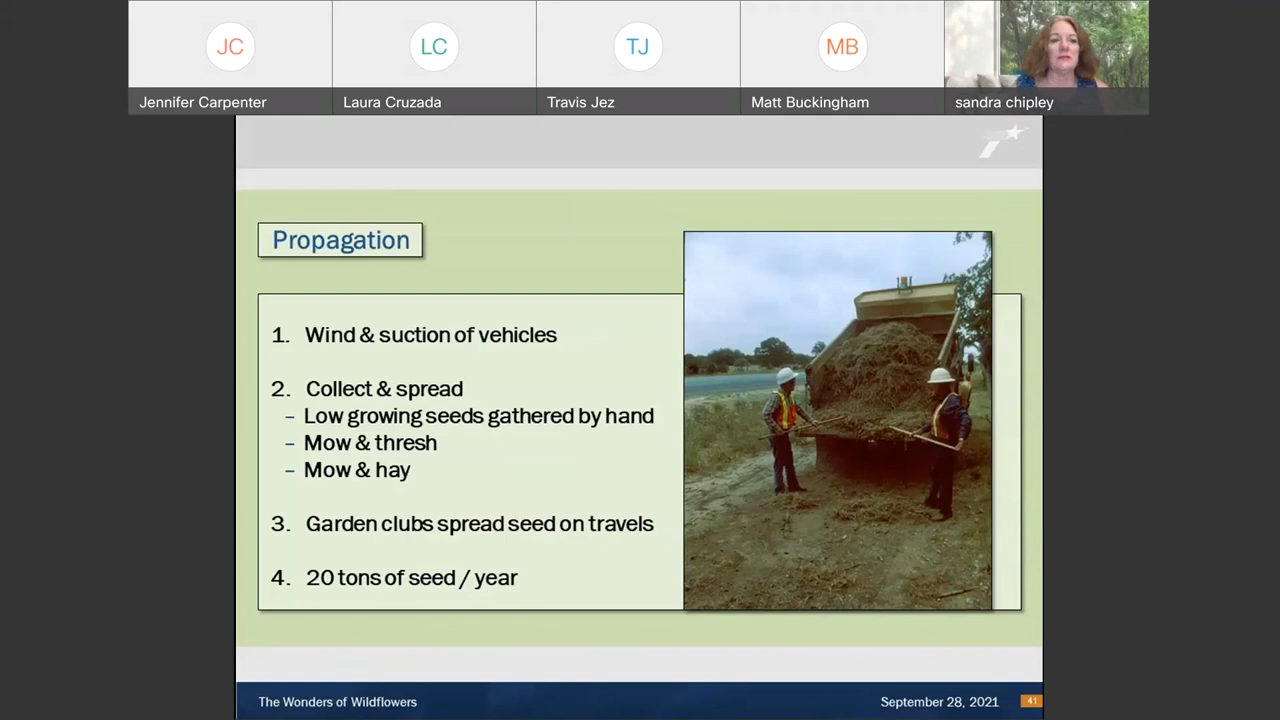 JC
LC
TJ
MB
Jennifer Carpenter
Laura Cruzada
Travis Jez
Matt Buckingham
sandra chipley
Propagation
1. Wind & suction of vehicles
2. Collect & spread
– Low growing seeds gathered by hand
– Mow & thresh
– Mow & hay
3. Garden clubs spread seed on travels
4. 20 tons of seed / year
The Wonders of Wildflowers
September 28, 2021
41